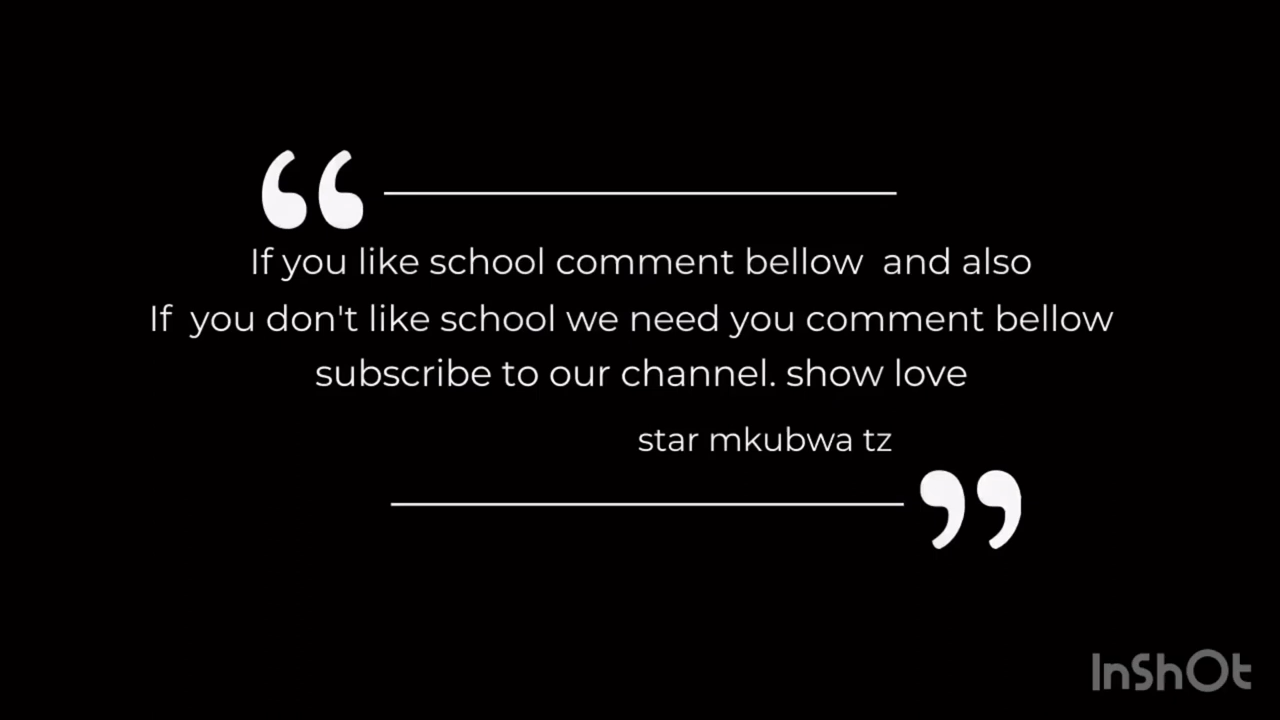 If you like school comment bellow  and also
If  you don't like school we need you comment bellow
subscribe to our channel. show love
star mkubwa tz
InShOt